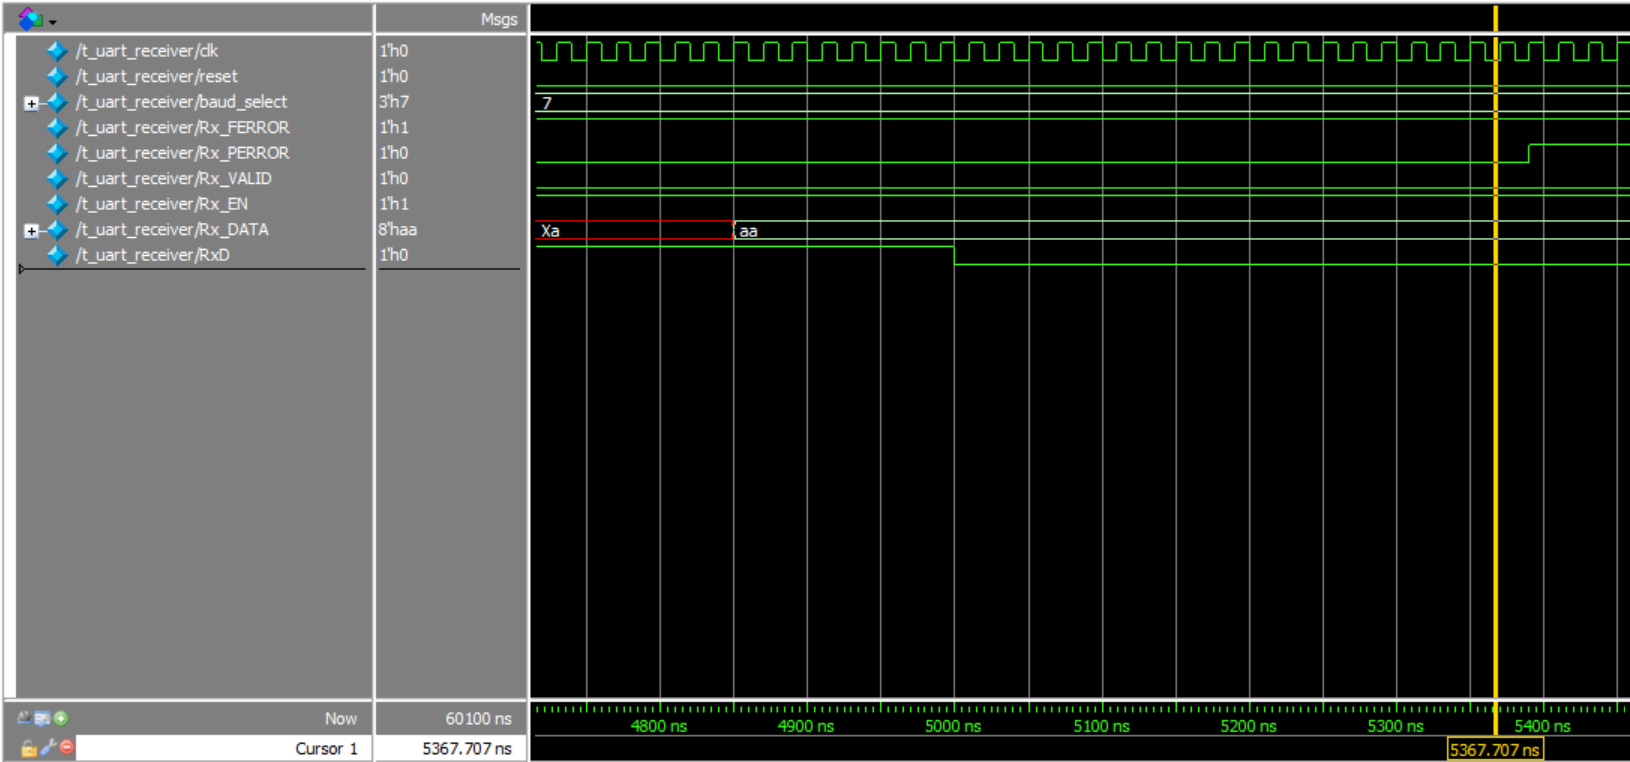 Msgs
/t_uart_receiver/clk 1'h0
/t_uart_receiver/reset 1'h0
/t_uart_receiver/baud_select 3'h7 7
/t_uart_receiver/Rx_FERROR 1'h1
/t_uart_receiver/Rx_PERROR 1'h0
/t_uart_receiver/Rx_VALID 1'h0
/t_uart_receiver/Rx_EN 1'h1
/t_uart_receiver/Rx_DATA 8'haa Xa aa
/t_uart_receiver/RxD 1'h0
Now 60100 ns 4800 ns 4900 ns 5000 ns 5100 ns 5200 ns 5300 ns 5400 ns
Cursor 1 5367.707 ns 5367.707 ns